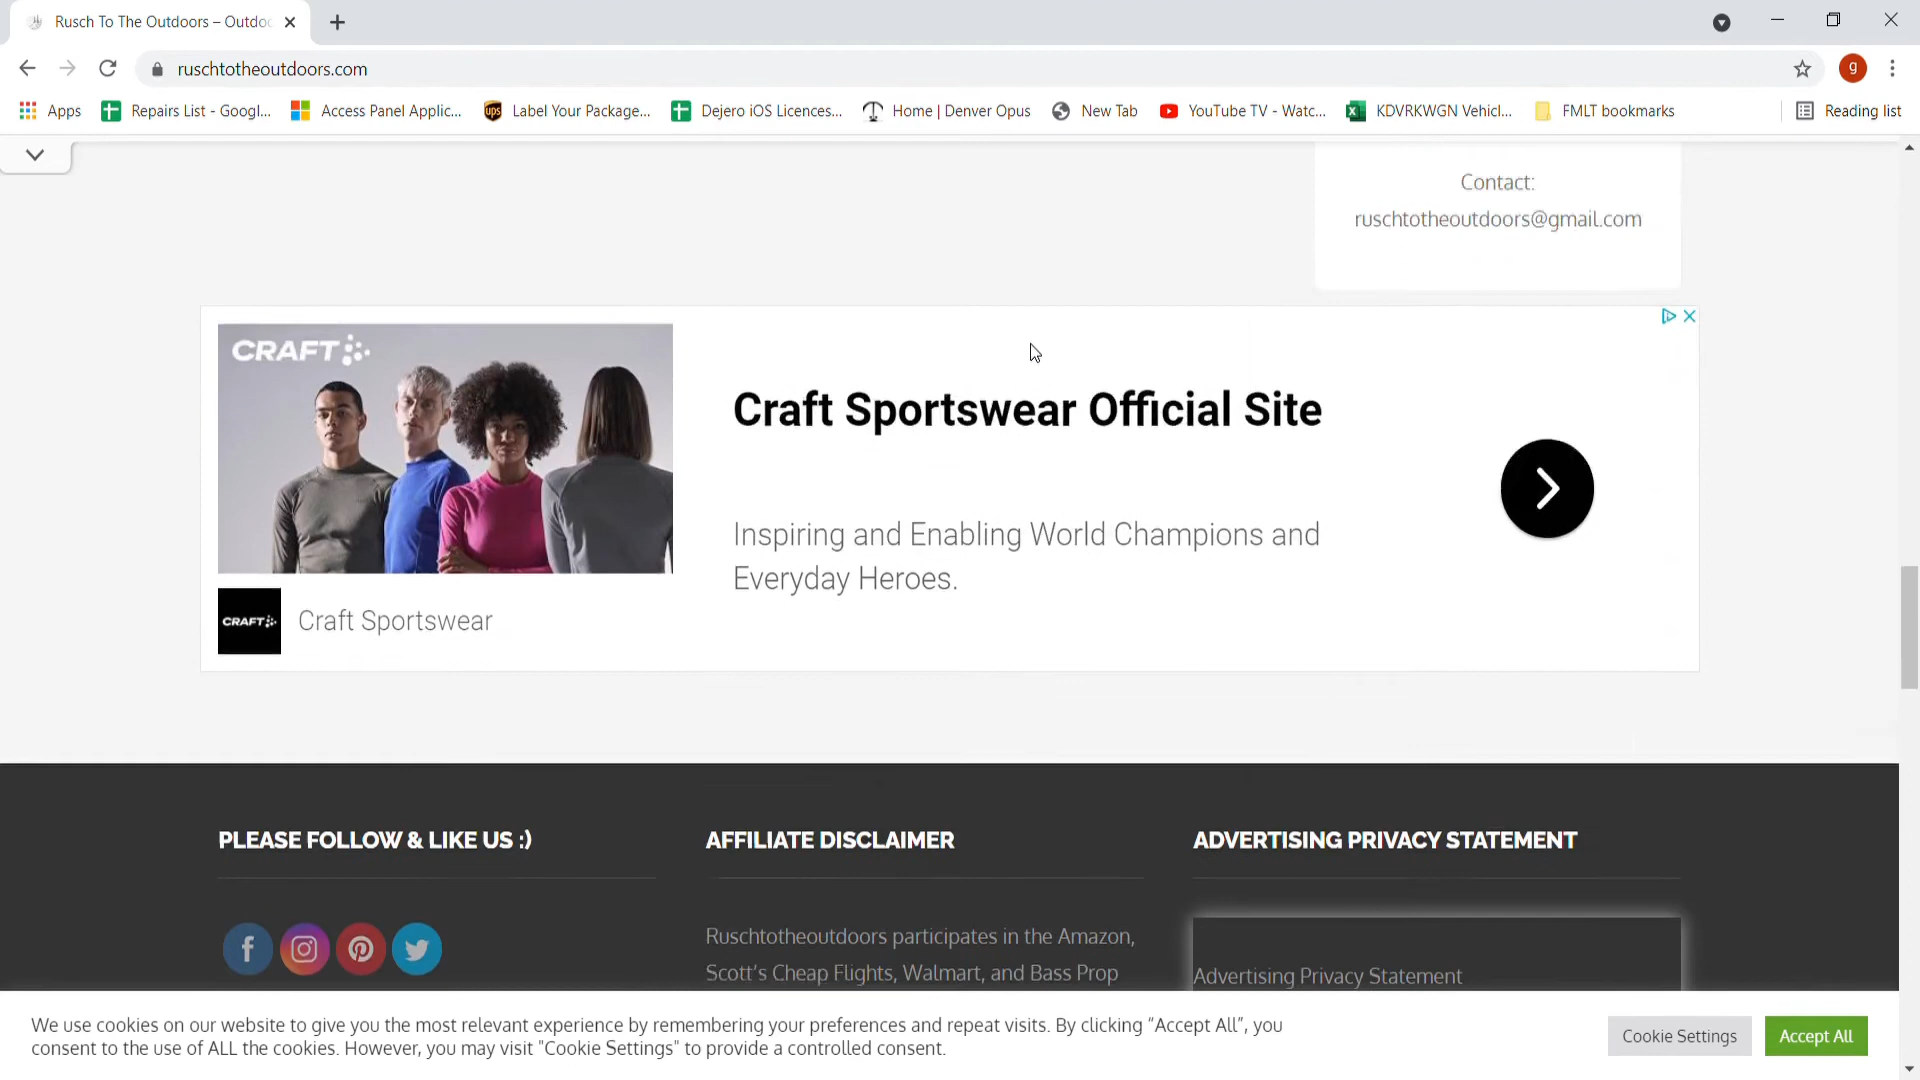 Rusch To The Outdoors – Outdo
ruschtotheoutdoors.com
g
Apps
Repairs List - Googl...
Access Panel Applic...
ups
Label Your Package...
Dejero iOS Licences...
Home | Denver Opus
New Tab
YouTube TV - Watc...
KDVRKWGN Vehicl...
FMLT bookmarks
Reading list
Contact:
ruschtotheoutdoors@gmail.com
CRAFT
Craft Sportswear Official Site
Inspiring and Enabling World Champions and
Everyday Heroes.
CRAFT
Craft Sportswear
PLEASE FOLLOW & LIKE US :)
AFFILIATE DISCLAIMER
Ruschtotheoutdoors participates in the Amazon,
Scott’s Cheap Flights, Walmart, and Bass Prop
ADVERTISING PRIVACY STATEMENT
Advertising Privacy Statement
We use cookies on our website to give you the most relevant experience by remembering your preferences and repeat visits. By clicking “Accept All”, you
consent to the use of ALL the cookies. However, you may visit "Cookie Settings" to provide a controlled consent.
Cookie Settings
Accept All